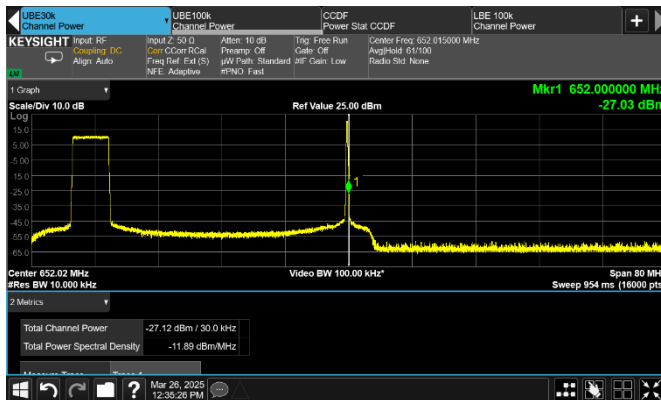 UBE30k
Channel Power
UBE100k
Channel Power
CCDF
Power Stat CCDF
LBE 100k
Channel Power
KEYSIGHT
Input: RF
Coupling: DC
Align: Auto
Input Z: 50 Ω
Corr CCorr RCal
Freq Ref: Ext (S)
NFE: Adaptive
Atten: 10 dB
Preamp: Off
µW Path: Standard
#PNO: Fast
Trig: Free Run
Gate: Off
#IF Gain: Low
Center Freq: 652.015000 MHz
Avg|Hold: 61/100
Radio Std: None
1 Graph
Mkr1 652.000000 MHz
Scale/Div 10.0 dB
Ref Value 25.00 dBm
-27.03 dBm
Log
15.0
5.00
-5.00
-15.0
-25.0
-35.0
-45.0
-55.0
-65.0
1
Center 652.02 MHz
Video BW 100.00 kHz*
Span 80 MH
#Res BW 10.000 kHz
Sweep 954 ms (16000 pts
2 Metrics
Total Channel Power
-27.12 dBm / 30.0 kHz
Total Power Spectral Density
-11.89 dBm/MHz
Mar 26, 2025
12:35:26 PM